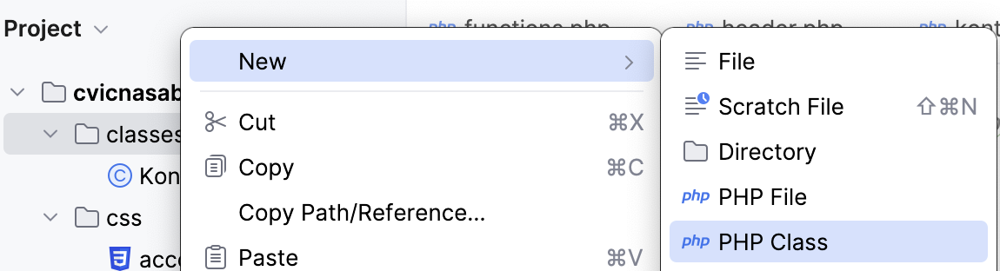 Project
cvicnasab
classes
Kon
css
acc
New
Cut ⌘X
Copy ⌘C
Copy Path/Reference...
Paste ⌘V
php functions.php
php header.php
php kont
File
Scratch File ⇧⌘N
Directory
php PHP File
php PHP Class